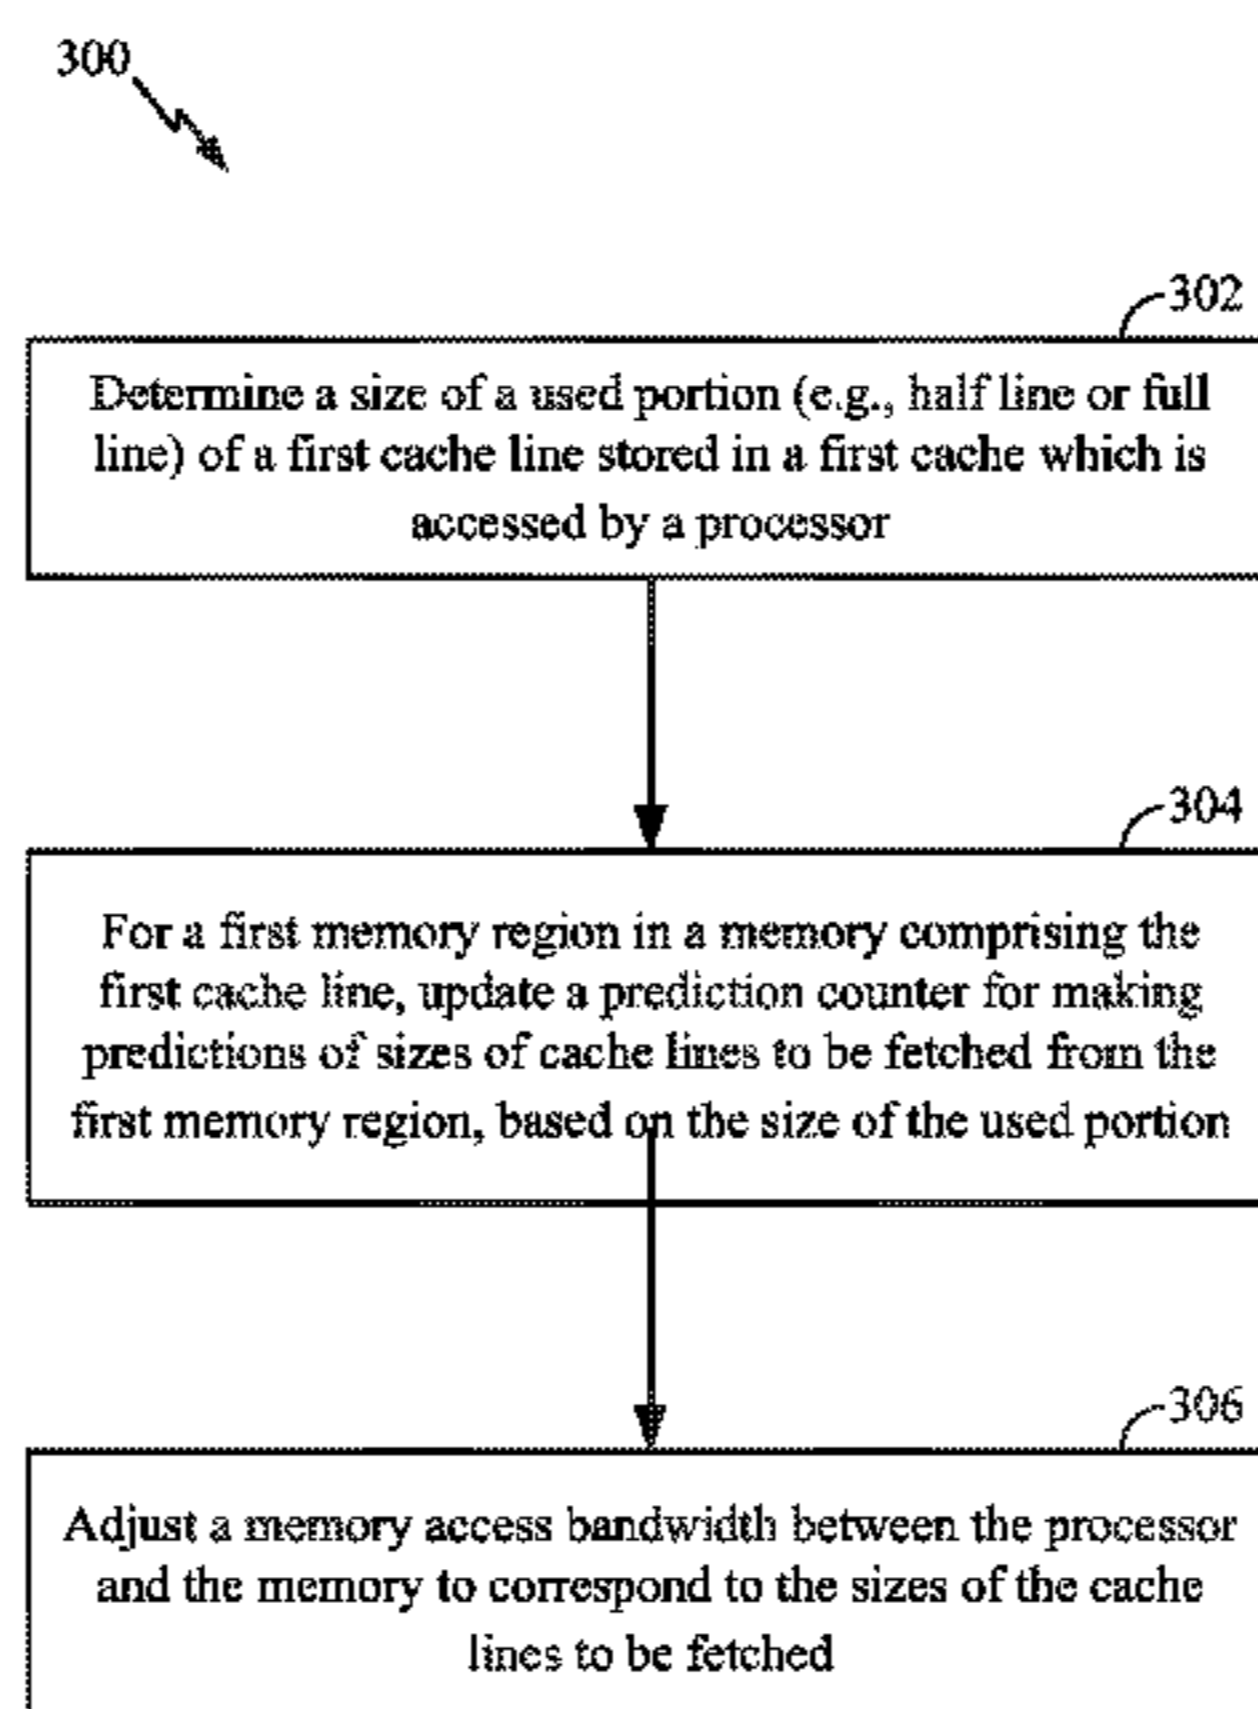 300
302
Determine a size of a used portion (e.g., half line or full
line) of a first cache line stored in a first cache which is
accessed by a processor
304
For a first memory region in a memory comprising the
first cache line, update a prediction counter for making
predictions of sizes of cache lines to be fetched from the
first memory region, based on the size of the used portion
306
Adjust a memory access bandwidth between the processor
and the memory to correspond to the sizes of the cache
lines to be fetched